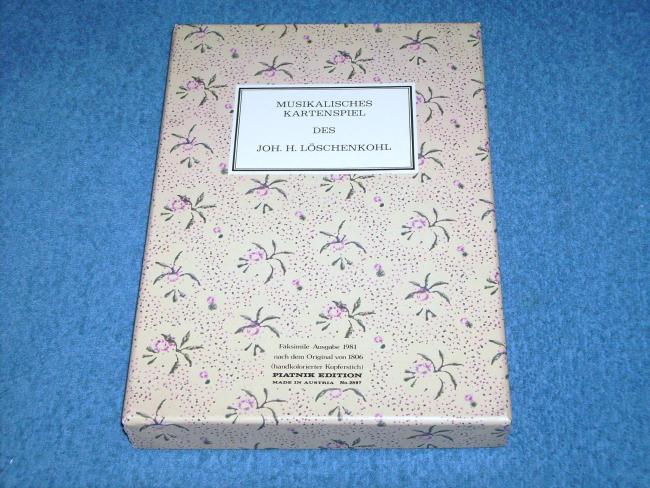 MUSIKALISCHES
KARTENSPIEL
DES
JOH. H. LÖSCHENKOHL
Faksimile Ausgabe 1981
nach dem Original von 1806
(handkolorierter Kupferstich)
PIATNIK EDITION
MADE IN AUSTRIA No. 2887